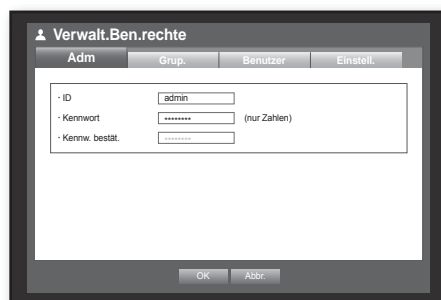 Verwalt.Ben.rechte
Adm Grup. Benutzer Einstell.
· ID admin
· Kennwort •••••••• (nur Zahlen)
· Kennw. bestät. ••••••••
OK Abbr.